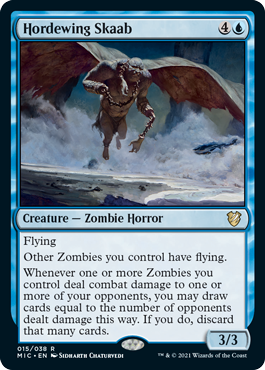 Hordewing Skaab 4
Creature — Zombie Horror
Flying
Other Zombies you control have flying.
Whenever one or more Zombies you
control deal combat damage to one or
more of your opponents, you may draw
cards equal to the number of opponents
dealt damage this way. If you do, discard
that many cards.
3/3
015/038 R
MIC • EN Sidharth Chaturvedi
™ & © 2021 Wizards of the Coast